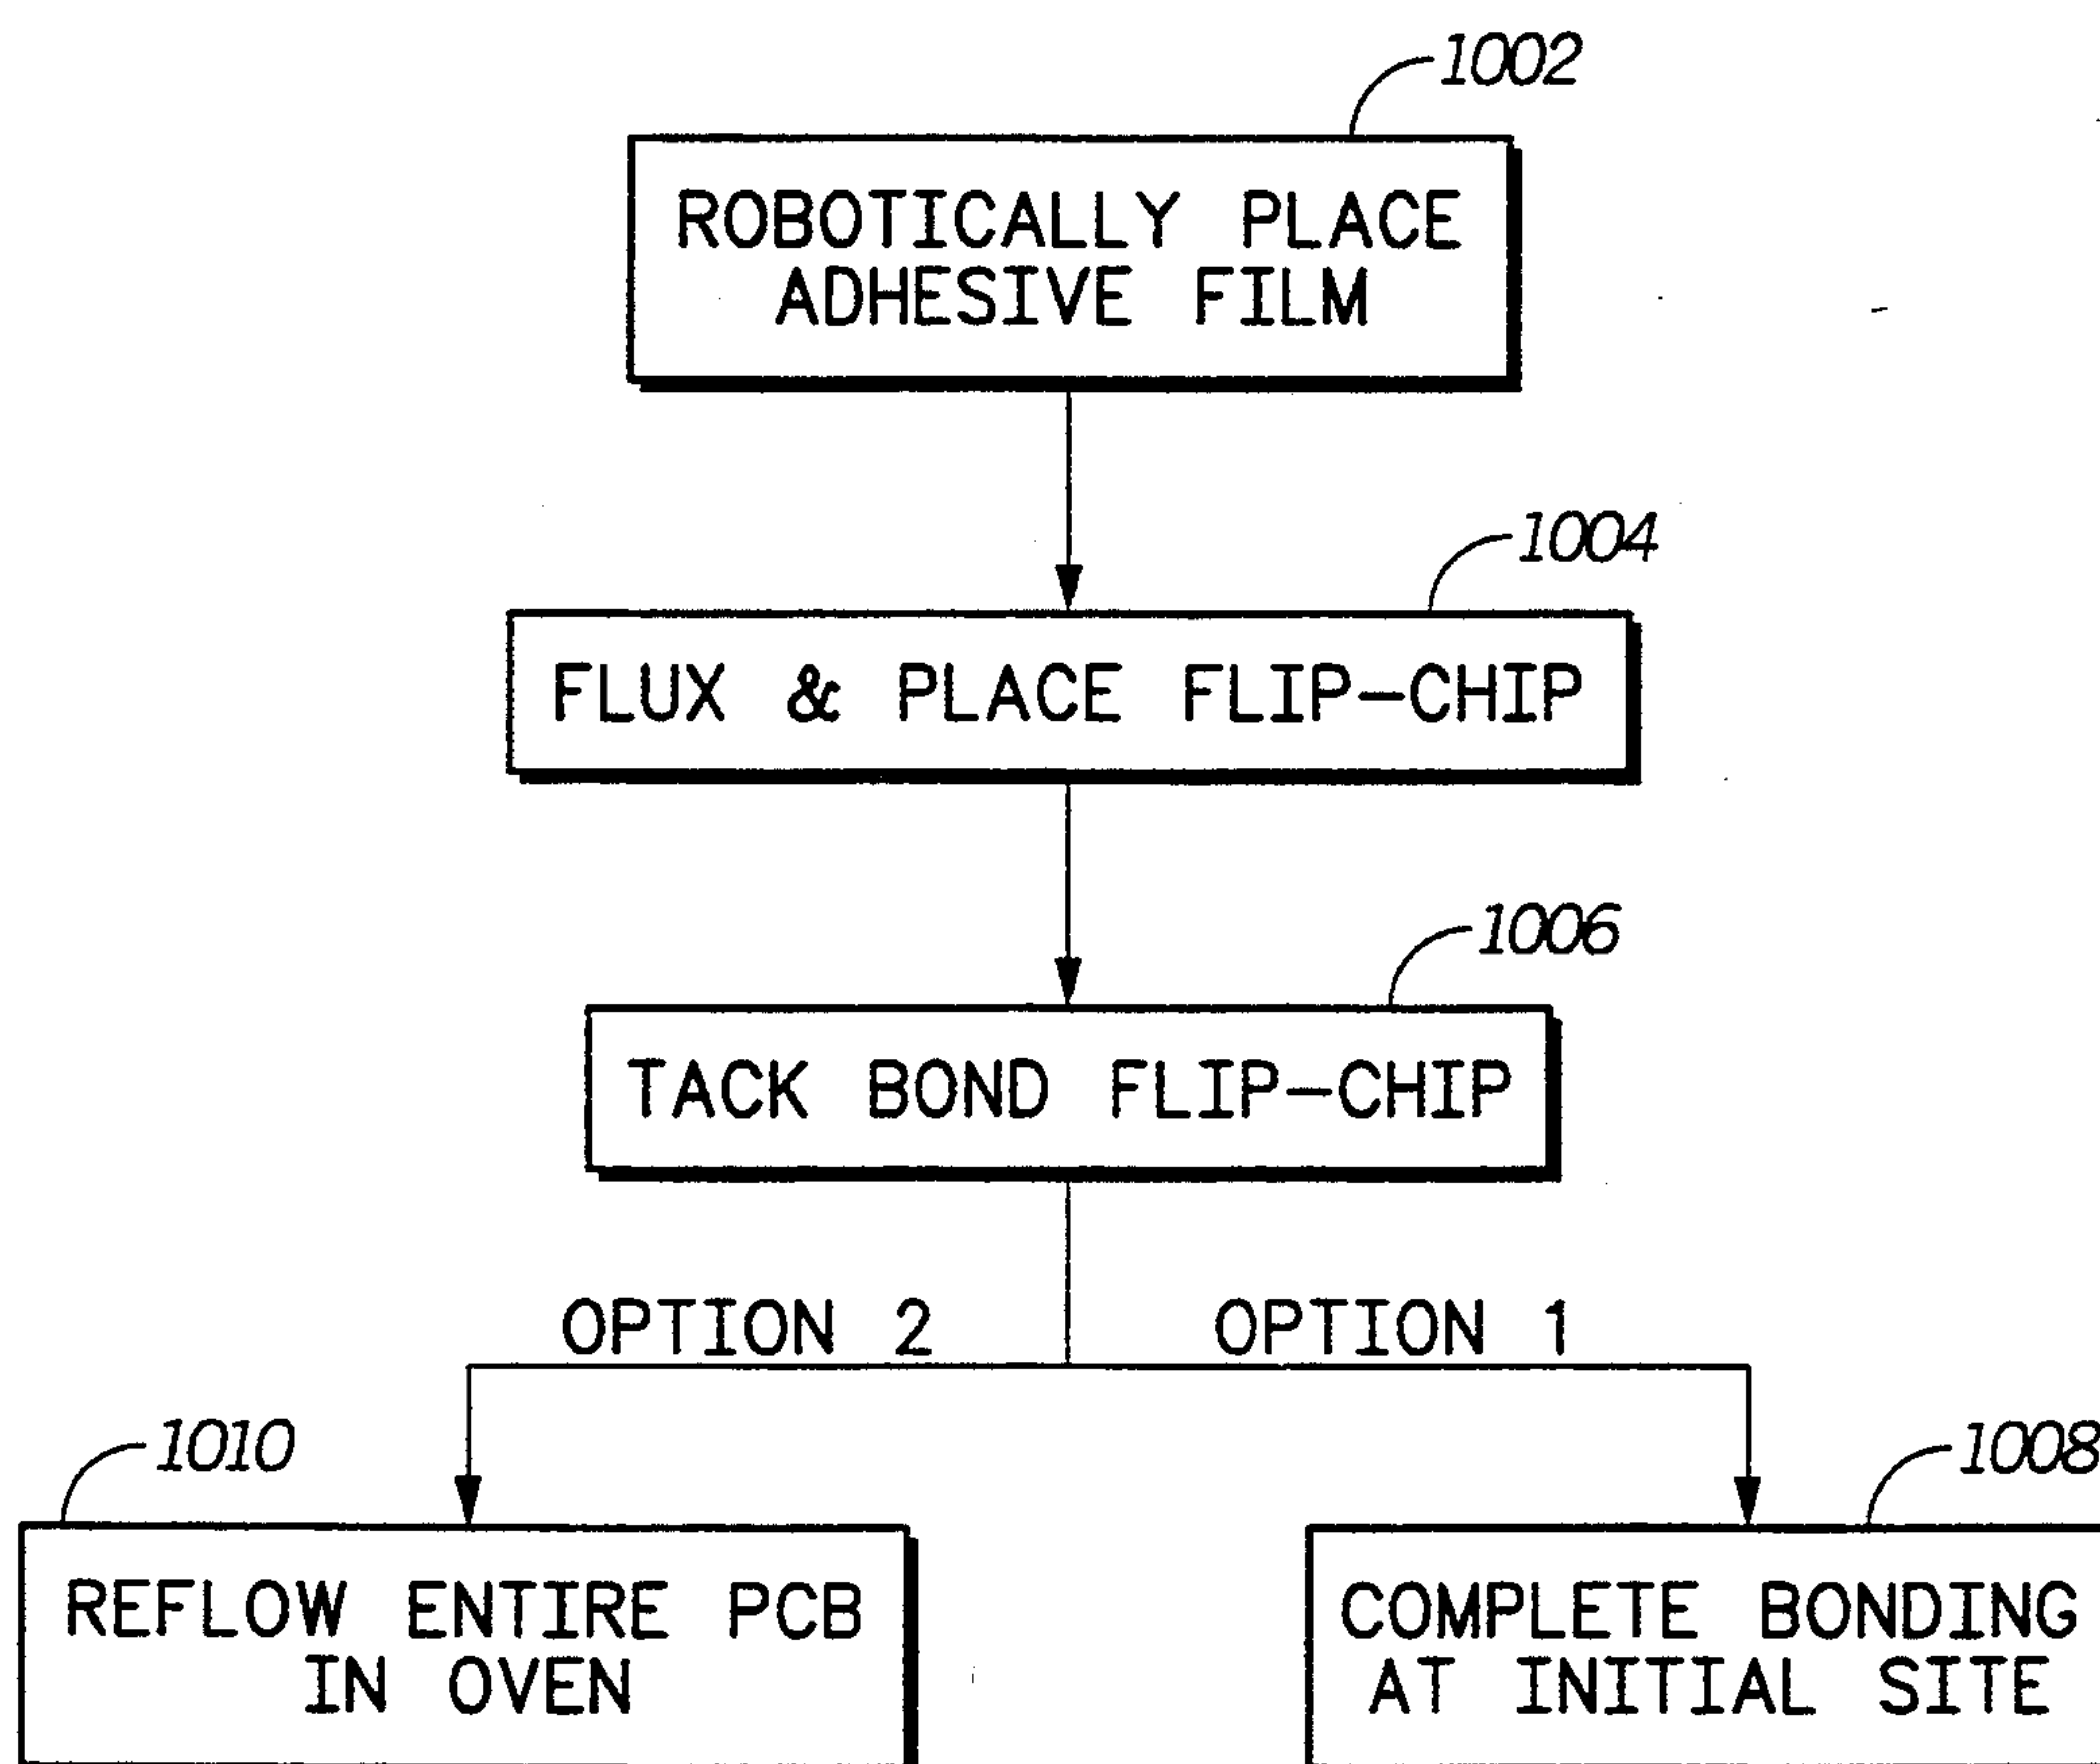 1002
ROBOTICALLY PLACE
ADHESIVE FILM
1004
FLUX & PLACE FLIP-CHIP
1006
TACK BOND FLIP-CHIP
OPTION 2
OPTION 1
1010
1008
REFLOW ENTIRE PCB
IN OVEN
COMPLETE BONDING
AT INITIAL SITE